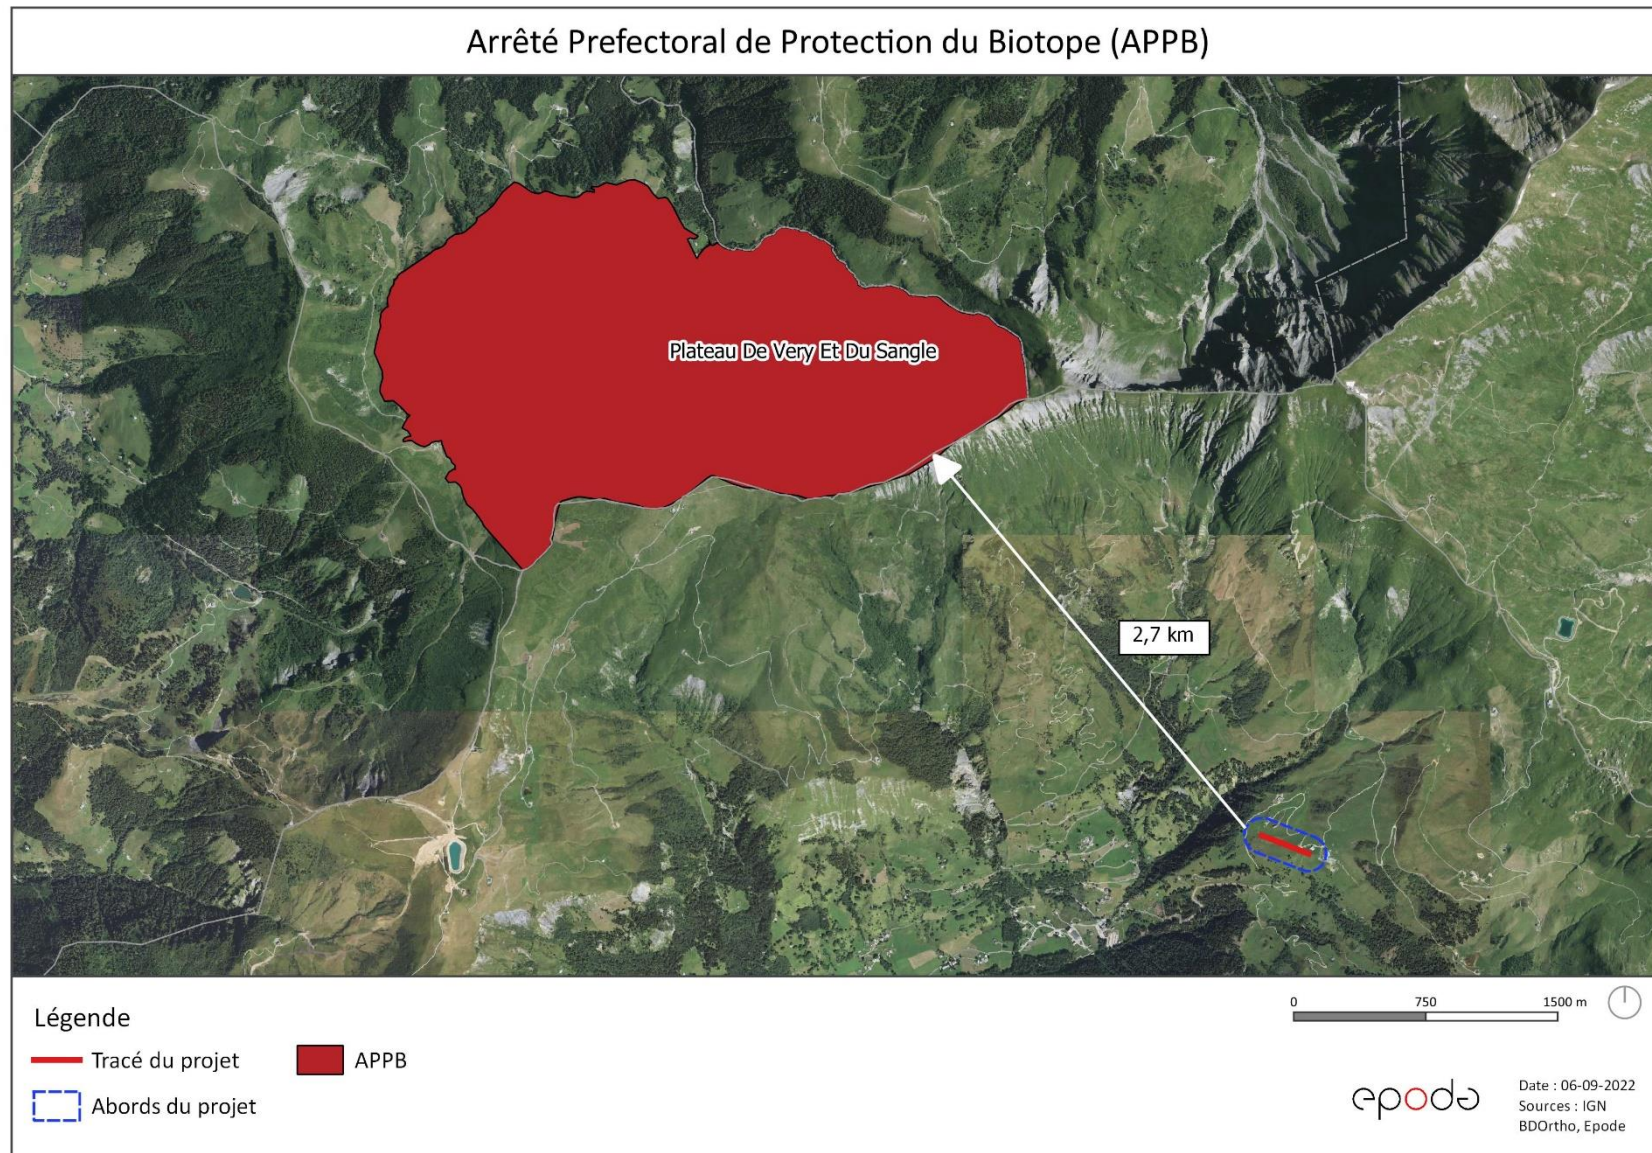 Arrêté Prefectoral de Protection du Biotope (APPB)
Plateau De Very Et Du Sangle
2,7 km
Légende
Tracé du projet
APPB
Abords du projet
0 750 1500 m
epode
Date : 06-09-2022
Sources : IGN
BDOrtho, Epode